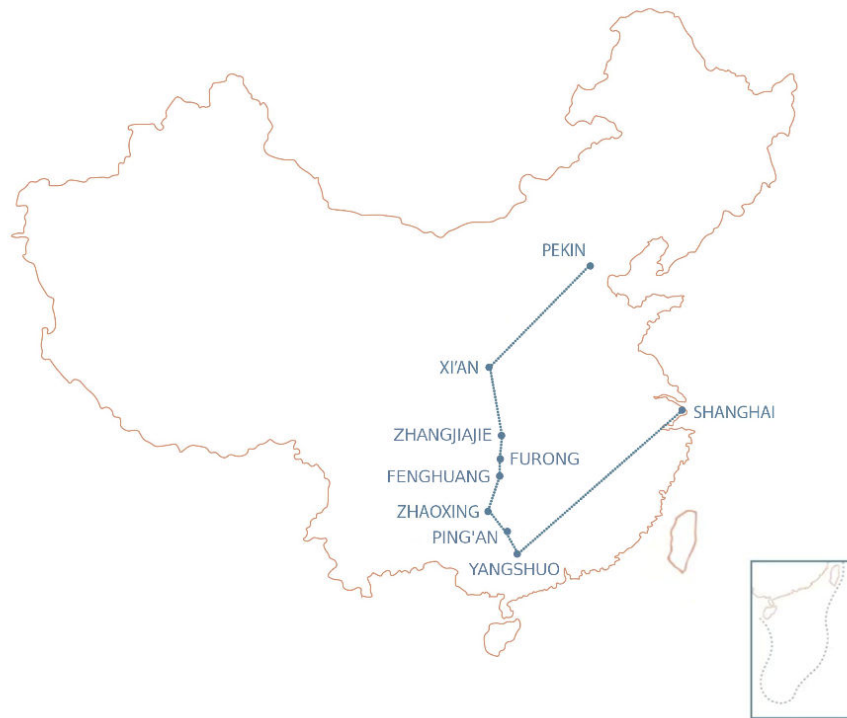 PEKIN
XI'AN
SHANGHAI
ZHANGJIAJIE
FURONG
FENGHUANG
ZHAOXING
PING'AN
YANGSHUO